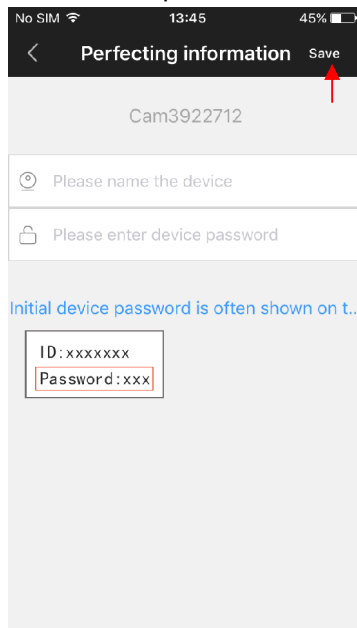 No SIM 13:45 45%
Perfecting information Save
Cam3922712
Please name the device
Please enter device password
Initial device password is often shown on t..
ID:xxxxxxx
Password:xxx